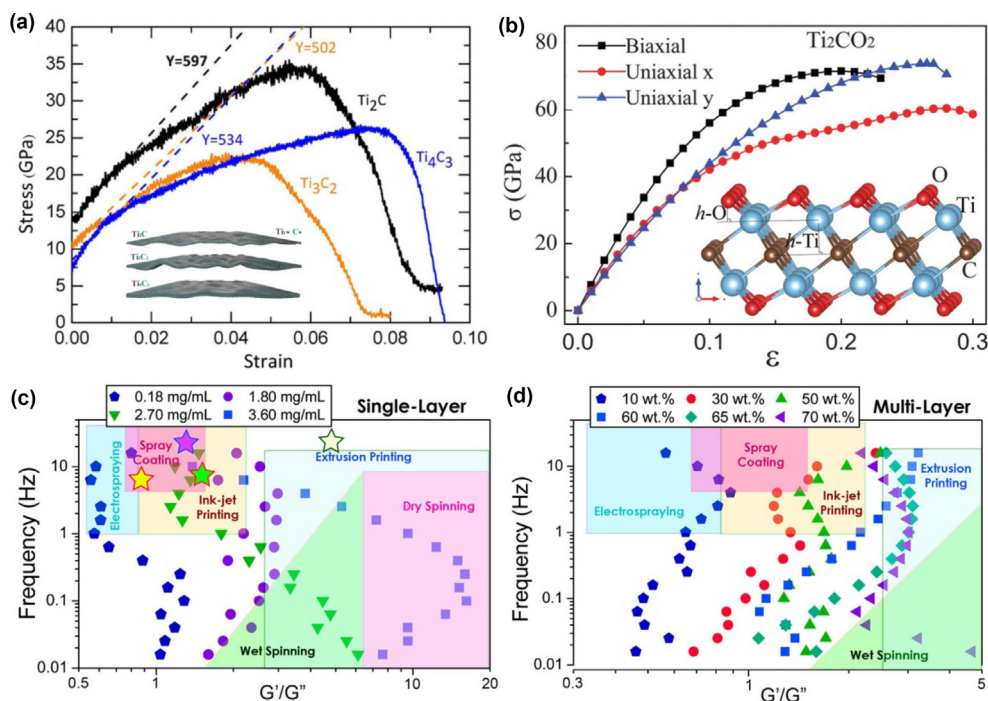 (a)
Stress (GPa)
40
35
30
25
20
15
10
5
0
Y=597
Y=502
Y=534
Ti₂C
Ti₄C₃
Ti₃C₂
0.00 0.02 0.04 0.06 0.08 0.10
Strain
(b)
σ (GPa)
80
60
40
20
0
Biaxial
Uniaxial x
Uniaxial y
Ti₂CO₂
O
Ti
C
h-O
h-Ti
0.0 0.1 0.2 0.3
ε
(c)
0.18 mg/mL 1.80 mg/mL
2.70 mg/mL 3.60 mg/mL
Single-Layer
Frequency (Hz)
10
1
0.1
0.01
Electrospraying
Spray
Coating
Ink-jet
Printing
Extrusion Printing
Dry Spinning
Wet Spinning
0.5 1 10 20
G'/G"
(d)
10 wt.% 30 wt.% 50 wt.%
60 wt.% 65 wt.% 70 wt.%
Multi-Layer
Frequency (Hz)
10
1
0.1
0.01
Electrospraying
Spray
Coating
Ink-jet
Printing
Extrusion
Printing
Wet Spinning
0.3 1 5
G'/G"